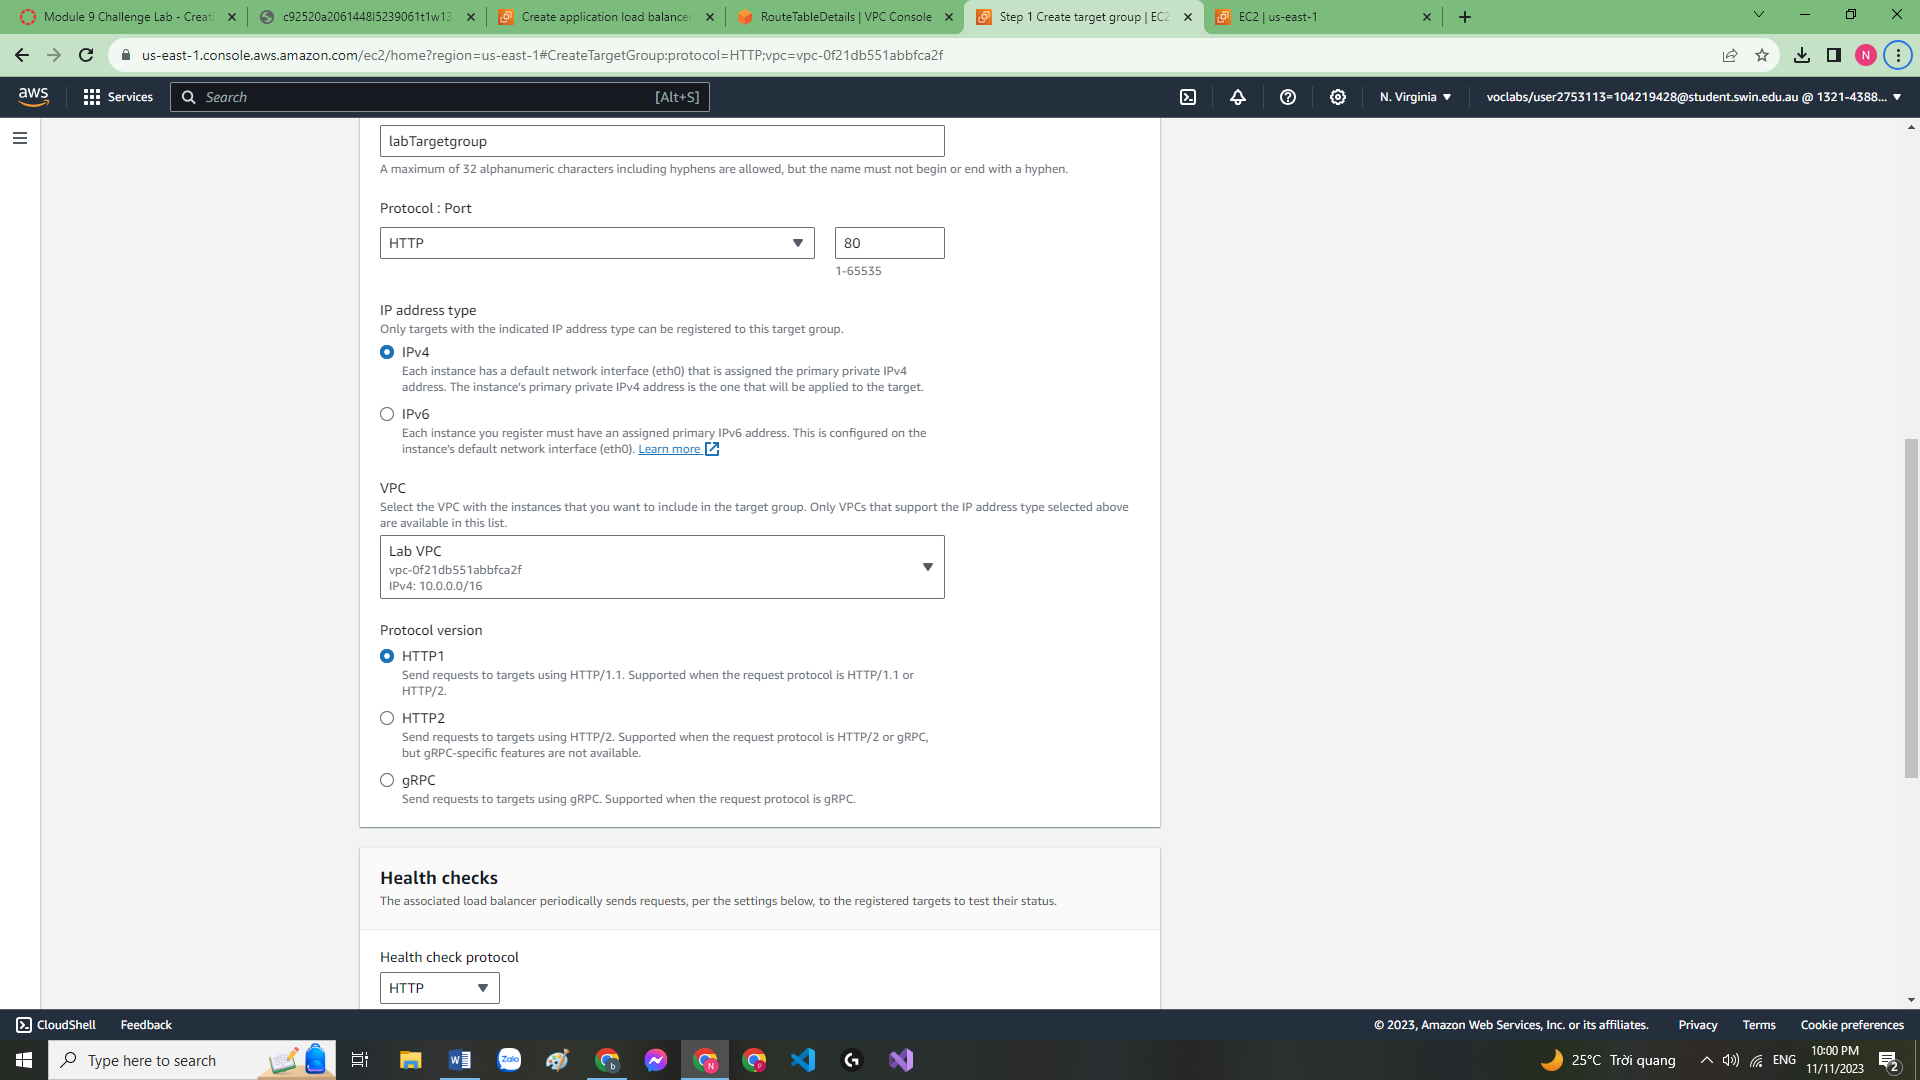 Module 9 Challenge Lab - Creati
c92520a2061448l5239061t1w13
Create application load balancer
RouteTableDetails | VPC Console
Step 1 Create target group | EC2
EC2 | us-east-1
us-east-1.console.aws.amazon.com/ec2/home?region=us-east-1#CreateTargetGroup:protocol=HTTP;vpc=vpc-0f21db551abbfca2f
N
aws
Services
Search
[Alt+S]
N. Virginia
voclabs/user2753113=104219428@student.swin.edu.au @ 1321-4388...
labTargetgroup
A maximum of 32 alphanumeric characters including hyphens are allowed, but the name must not begin or end with a hyphen.
Protocol : Port
HTTP
80
1-65535
IP address type
Only targets with the indicated IP address type can be registered to this target group.
IPv4
Each instance has a default network interface (eth0) that is assigned the primary private IPv4
address. The instance's primary private IPv4 address is the one that will be applied to the target.
IPv6
Each instance you register must have an assigned primary IPv6 address. This is configured on the
instance's default network interface (eth0). Learn more
VPC
Select the VPC with the instances that you want to include in the target group. Only VPCs that support the IP address type selected above
are available in this list.
Lab VPC
vpc-0f21db551abbfca2f
IPv4: 10.0.0.0/16
Protocol version
HTTP1
Send requests to targets using HTTP/1.1. Supported when the request protocol is HTTP/1.1 or
HTTP/2.
HTTP2
Send requests to targets using HTTP/2. Supported when the request protocol is HTTP/2 or gRPC,
but gRPC-specific features are not available.
gRPC
Send requests to targets using gRPC. Supported when the request protocol is gRPC.
Health checks
The associated load balancer periodically sends requests, per the settings below, to the registered targets to test their status.
Health check protocol
HTTP
CloudShell
Feedback
© 2023, Amazon Web Services, Inc. or its affiliates.
Privacy
Terms
Cookie preferences
Type here to search
Zalo
25°C Trời quang
ENG
10:00 PM
11/11/2023
2